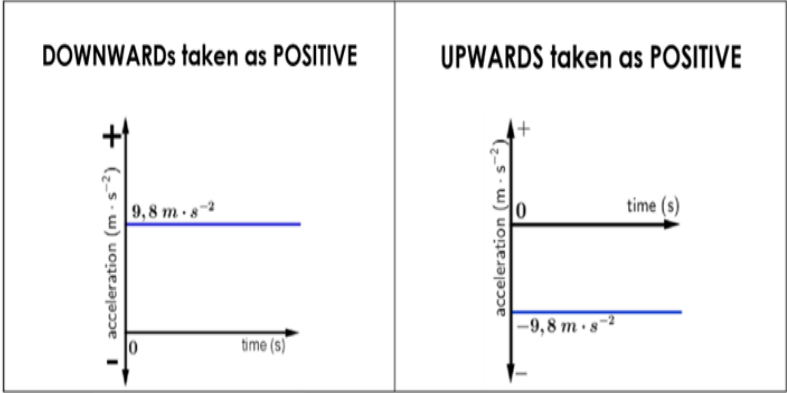 DOWNWARDs taken as POSITIVE
+
acceleration (m · s⁻²)
9,8 m · s⁻²
0
time (s)
-
UPWARDS taken as POSITIVE
+
acceleration (m · s⁻²)
0
time (s)
−9,8 m · s⁻²
−